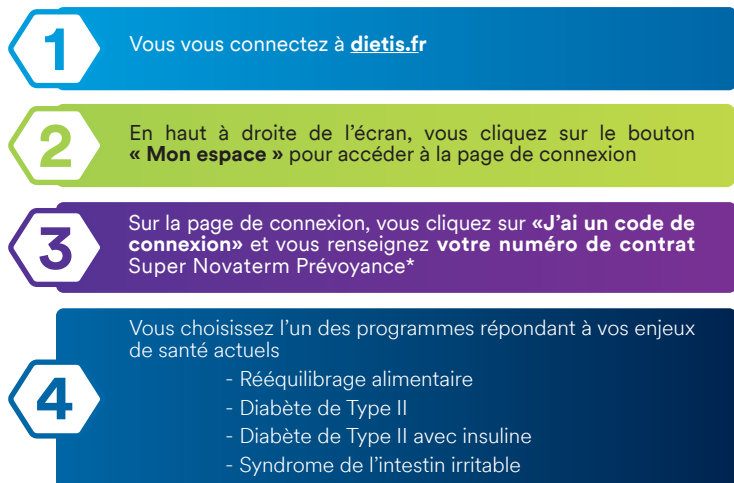 1
Vous vous connectez à dietis.fr
2
En haut à droite de l'écran, vous cliquez sur le bouton
« Mon espace » pour accéder à la page de connexion
3
Sur la page de connexion, vous cliquez sur «J'ai un code de
connexion» et vous renseignez votre numéro de contrat
Super Novaterm Prévoyance*
4
Vous choisissez l'un des programmes répondant à vos enjeux
de santé actuels
- Rééquilibrage alimentaire
- Diabète de Type II
- Diabète de Type II avec insuline
- Syndrome de l'intestin irritable